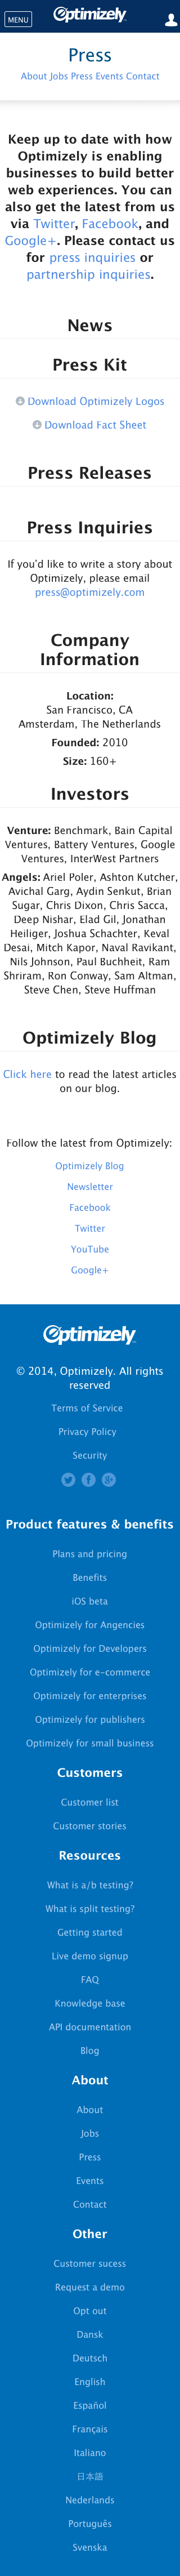 MENU
Optimizely
Press
About Jobs Press Events Contact
Keep up to date with how
Optimizely is enabling
businesses to build better
web experiences. You can
also get the latest from us
via Twitter, Facebook, and
Google+. Please contact us
for press inquiries or
partnership inquiries.
News
Press Kit
Download Optimizely Logos
Download Fact Sheet
Press Releases
Press Inquiries
If you'd like to write a story about
Optimizely, please email
press@optimizely.com
Company
Information
Location:
San Francisco, CA
Amsterdam, The Netherlands
Founded: 2010
Size: 160+
Investors
Venture: Benchmark, Bain Capital
Ventures, Battery Ventures, Google
Ventures, InterWest Partners
Angels: Ariel Poler, Ashton Kutcher,
Avichal Garg, Aydin Senkut, Brian
Sugar, Chris Dixon, Chris Sacca,
Deep Nishar, Elad Gil, Jonathan
Heiliger, Joshua Schachter, Keval
Desai, Mitch Kapor, Naval Ravikant,
Nils Johnson, Paul Buchheit, Ram
Shriram, Ron Conway, Sam Altman,
Steve Chen, Steve Huffman
Optimizely Blog
Click here to read the latest articles
on our blog.
Follow the latest from Optimizely:
Optimizely Blog
Newsletter
Facebook
Twitter
YouTube
Google+
Optimizely
© 2014, Optimizely. All rights
reserved
Terms of Service
Privacy Policy
Security
Product features & benefits
Plans and pricing
Benefits
iOS beta
Optimizely for Angencies
Optimizely for Developers
Optimizely for e-commerce
Optimizely for enterprises
Optimizely for publishers
Optimizely for small business
Customers
Customer list
Customer stories
Resources
What is a/b testing?
What is split testing?
Getting started
Live demo signup
FAQ
Knowledge base
API documentation
Blog
About
About
Jobs
Press
Events
Contact
Other
Customer sucess
Request a demo
Opt out
Dansk
Deutsch
English
Español
Français
Italiano
日本語
Nederlands
Português
Svenska